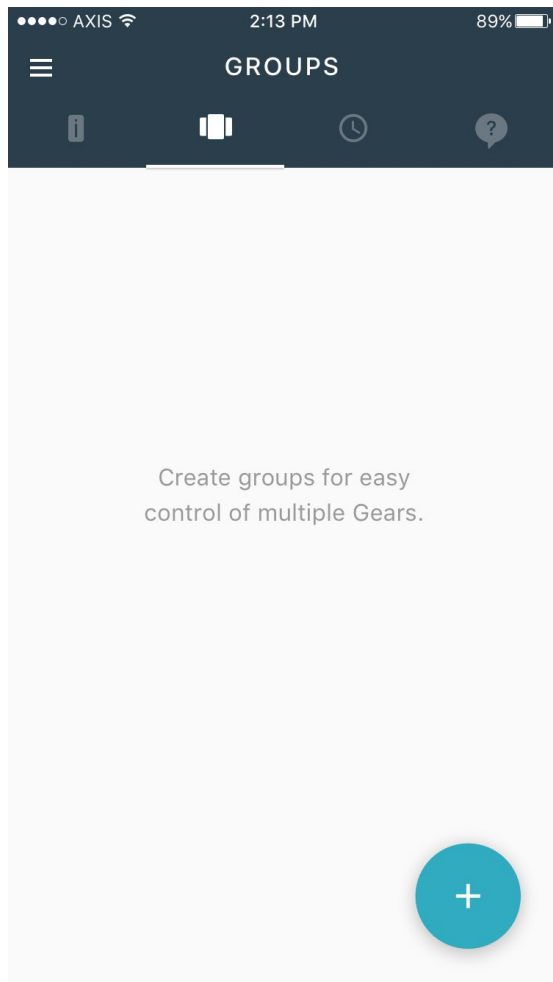 AXIS 2:13 PM 89%
GROUPS
Create groups for easy
control of multiple Gears.